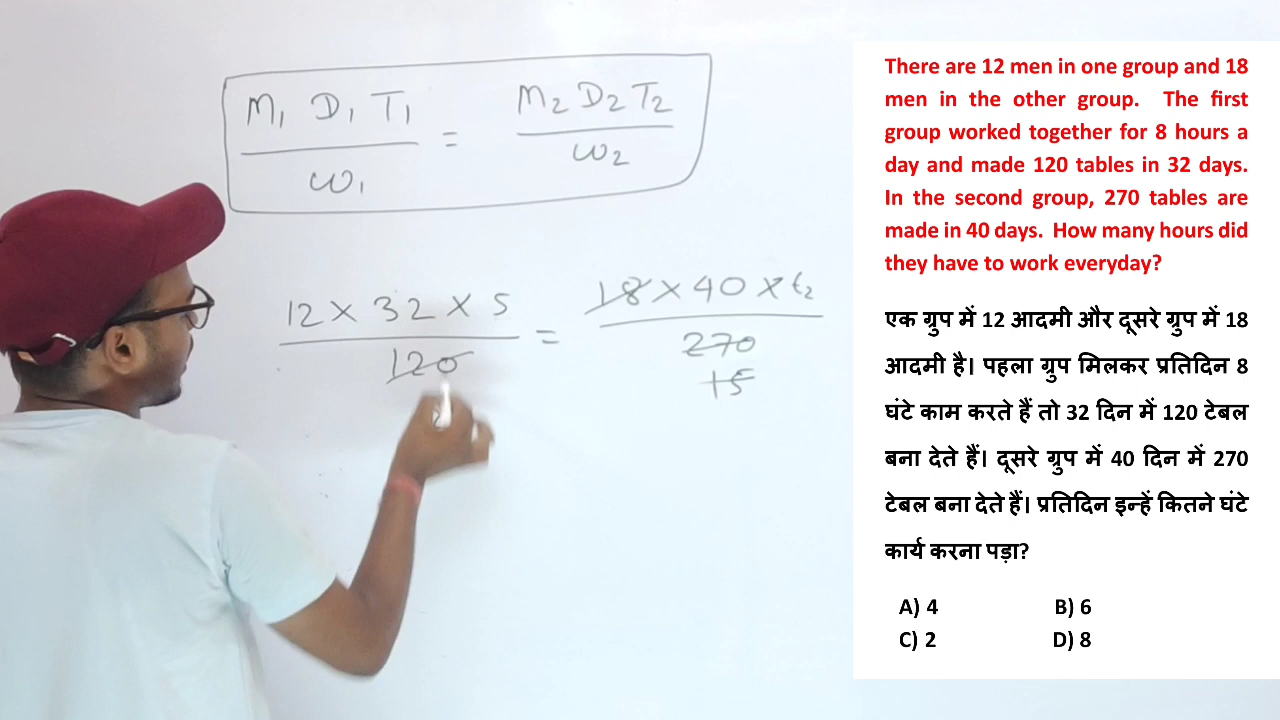 M₁ D₁ T₁ / W₁ = M₂ D₂ T₂ / W₂
12 × 32 × 5 / 120 = 18 × 40 × t₂ / 270
15
There are 12 men in one group and 18
men in the other group. The first
group worked together for 8 hours a
day and made 120 tables in 32 days.
In the second group, 270 tables are
made in 40 days. How many hours did
they have to work everyday?
एक ग्रुप में 12 आदमी और दूसरे ग्रुप में 18
आदमी है। पहला ग्रुप मिलकर प्रतिदिन 8
घंटे काम करते हैं तो 32 दिन में 120 टेबल
बना देते हैं। दूसरे ग्रुप में 40 दिन में 270
टेबल बना देते हैं। प्रतिदिन इन्हें कितने घंटे
कार्य करना पड़ा?
A) 4 B) 6
C) 2 D) 8